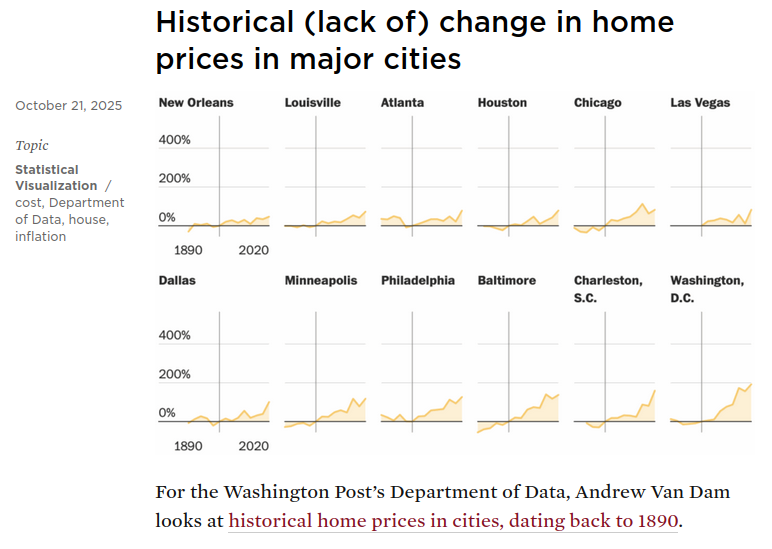 Historical (lack of) change in home
prices in major cities
October 21, 2025
Topic
Statistical
Visualization /
cost, Department
of Data, house,
inflation
New Orleans
Louisville
Atlanta
Houston
Chicago
Las Vegas
400%
200%
0%
1890 2020
Dallas
Minneapolis
Philadelphia
Baltimore
Charleston,
S.C.
Washington,
D.C.
400%
200%
0%
1890 2020
For the Washington Post’s Department of Data, Andrew Van Dam
looks at historical home prices in cities, dating back to 1890.